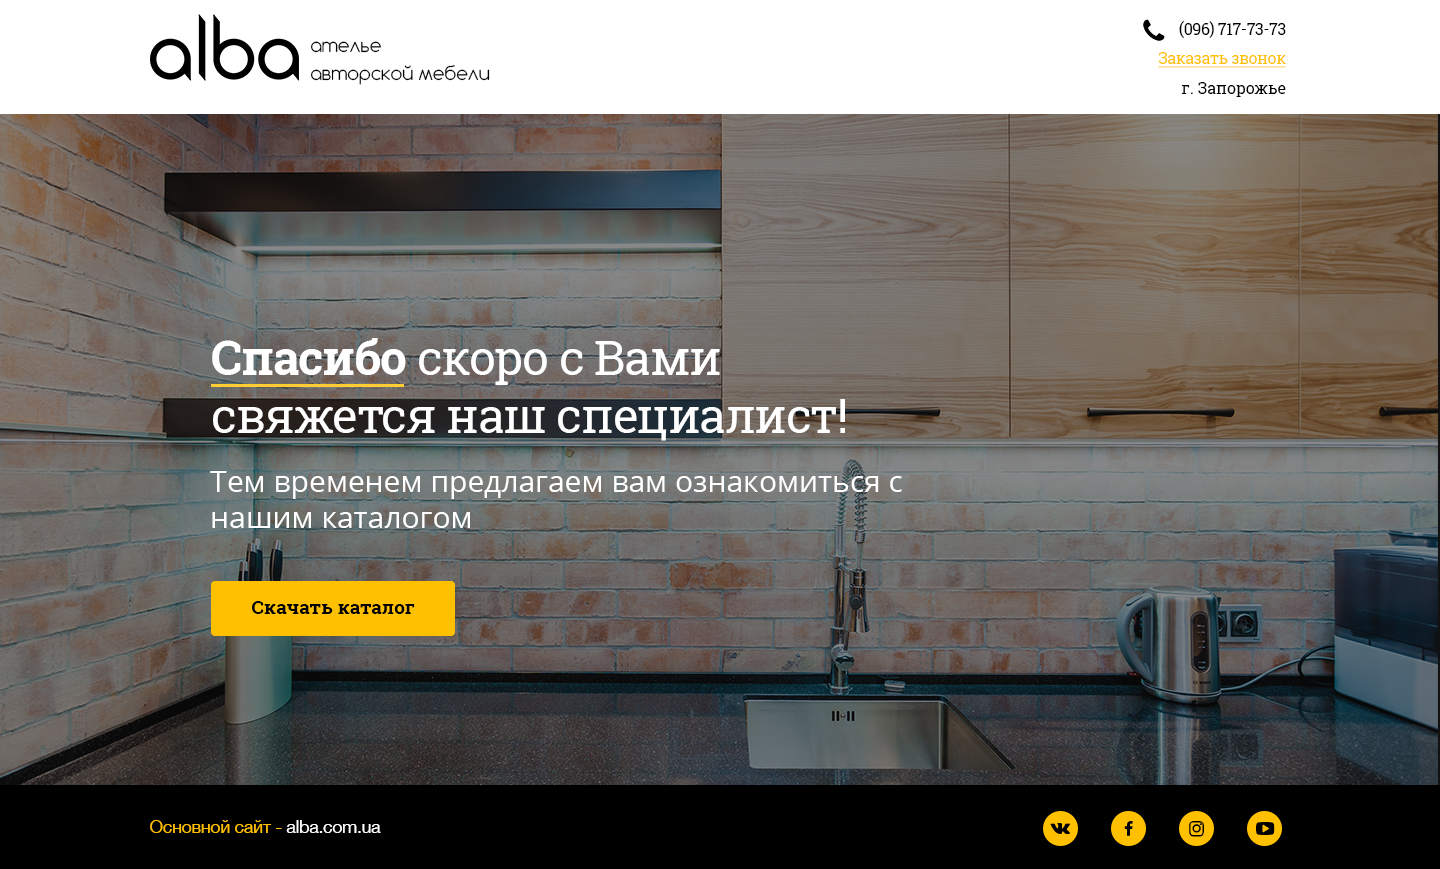 alba
ателье
авторской мебели
(096) 717-73-73
Заказать звонок
г. Запорожье
Спасибо скоро с Вами
свяжется наш специалист!
Тем временем предлагаем вам ознакомиться с
нашим каталогом
Скачать каталог
Основной сайт - alba.com.ua